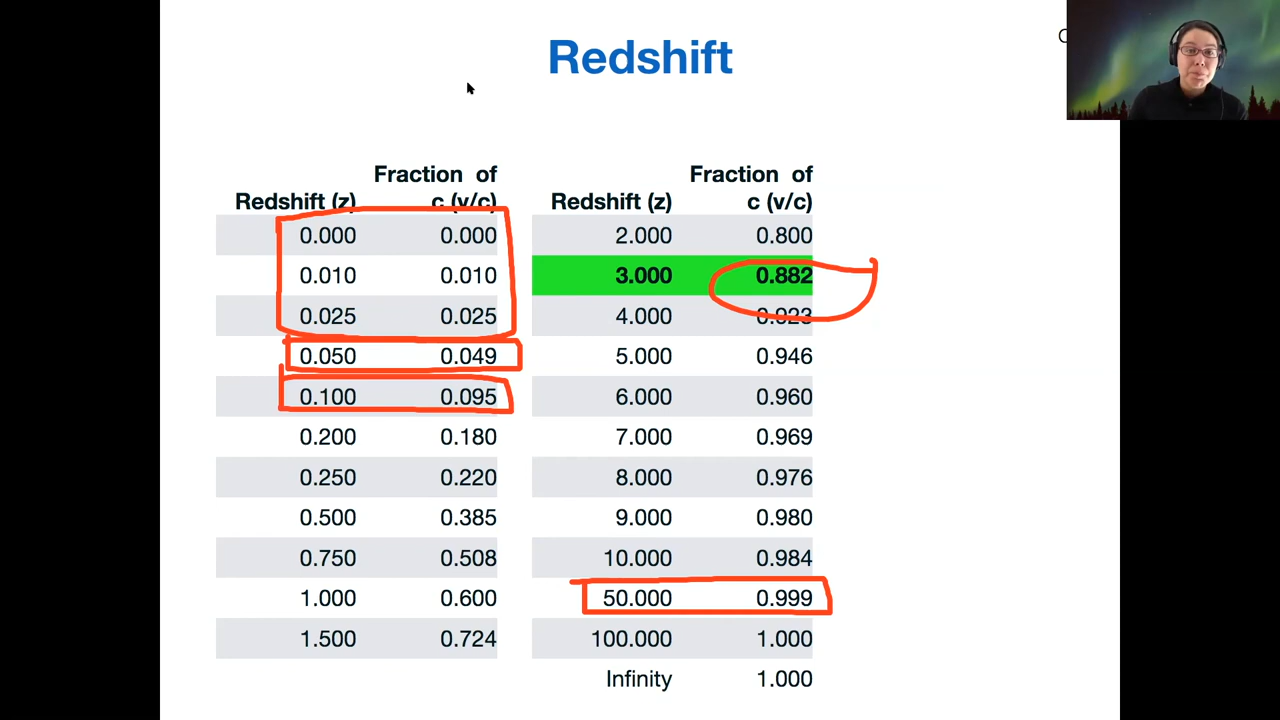 Redshift
Fraction of Fraction of
Redshift (z) c (v/c) Redshift (z) c (v/c)
0.000 0.000 2.000 0.800
0.010 0.010 3.000 0.882
0.025 0.025 4.000 0.923
0.050 0.049 5.000 0.946
0.100 0.095 6.000 0.960
0.200 0.180 7.000 0.969
0.250 0.220 8.000 0.976
0.500 0.385 9.000 0.980
0.750 0.508 10.000 0.984
1.000 0.600 50.000 0.999
1.500 0.724 100.000 1.000
Infinity 1.000